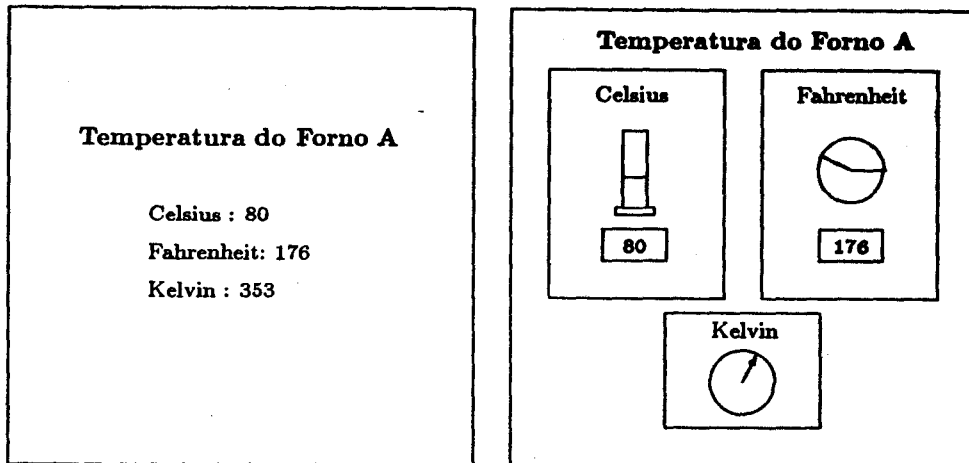 Temperatura do Forno A
Celsius : 80
Fahrenheit: 176
Kelvin : 353
Temperatura do Forno A
Celsius
80
Fahrenheit
176
Kelvin